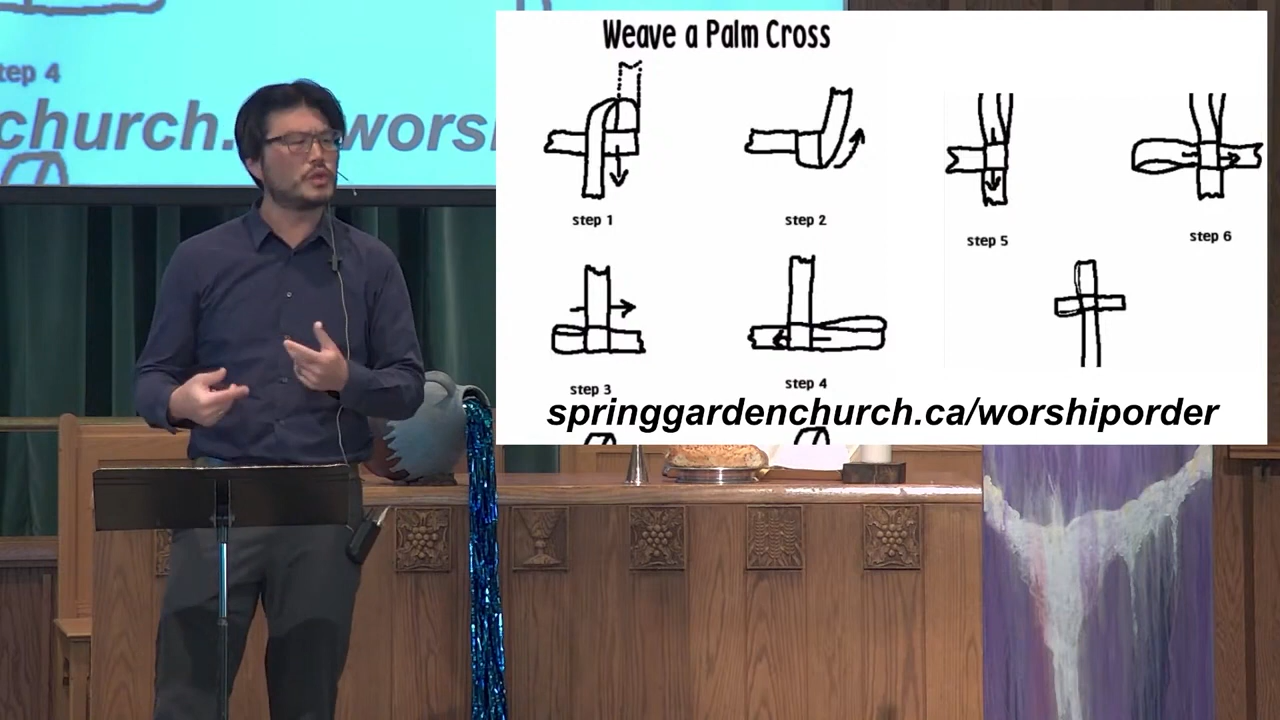 tep 4
church. worsh
Weave a Palm Cross
step 1
step 2
step 5
step 6
step 3
step 4
springgardenchurch.ca/worshiporder